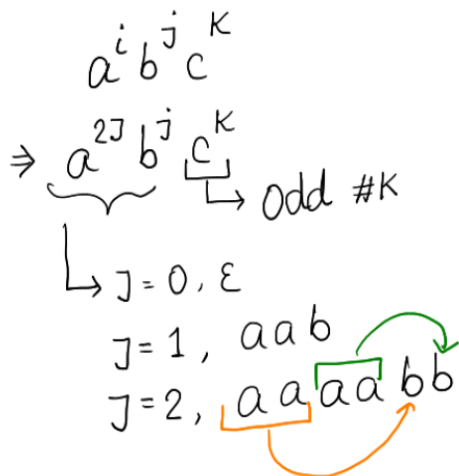 a^i b^j c^K
⇒ a^{2J} b^j c^K
↳ odd #K
↳ J = 0, ε
J = 1, aab
J = 2, aaaabb